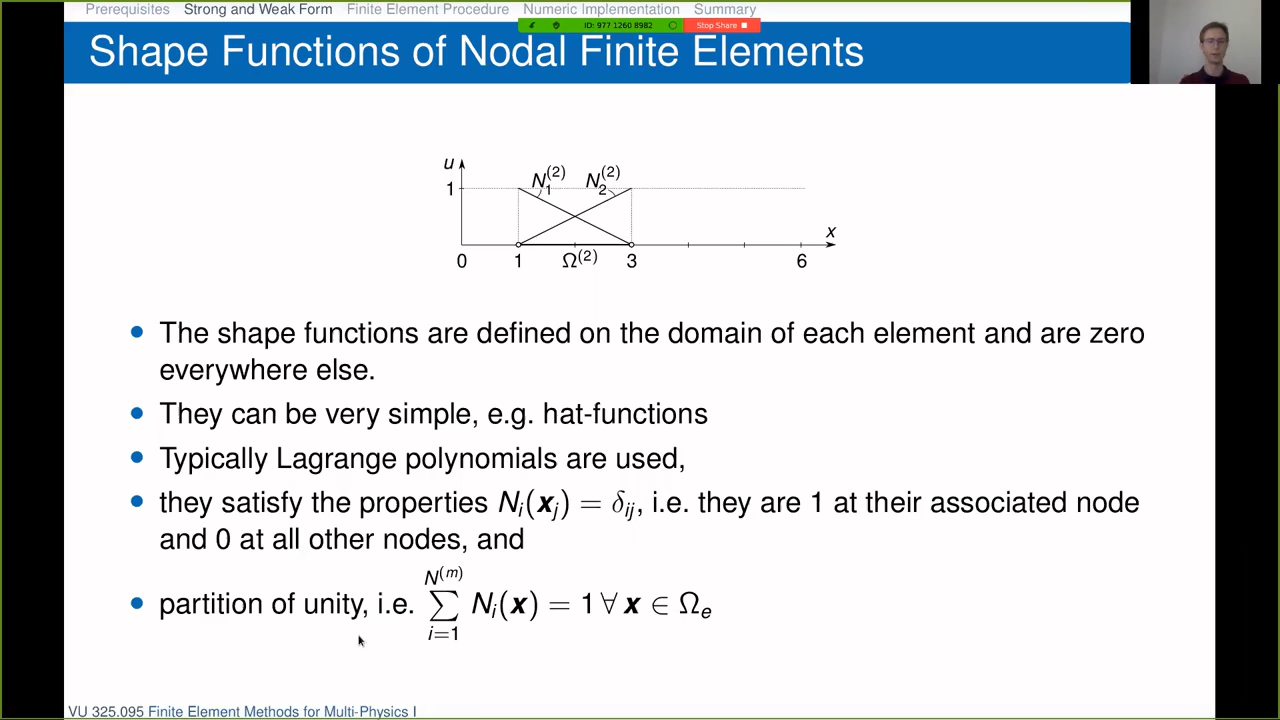 Prerequisites Strong and Weak Form Finite Element Procedure Numeric Implementation Summary
ID: 977 1260 8982 Stop Share
Shape Functions of Nodal Finite Elements
u
N₁⁽²⁾ N₂⁽²⁾
1
x
0 1 Ω⁽²⁾ 3 6
• The shape functions are defined on the domain of each element and are zero
everywhere else.
• They can be very simple, e.g. hat-functions
• Typically Lagrange polynomials are used,
• they satisfy the properties Nᵢ(xⱼ) = δᵢⱼ, i.e. they are 1 at their associated node
and 0 at all other nodes, and
• partition of unity, i.e. ∑ᵢ₌₁^{N⁽ᵐ⁾} Nᵢ(x) = 1 ∀ x ∈ Ωₑ
VU 325.095 Finite Element Methods for Multi-Physics I